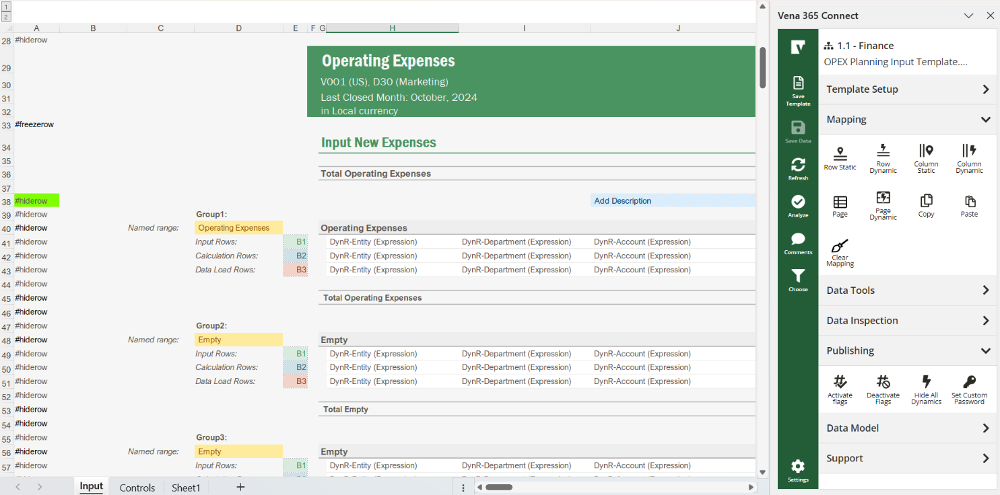 1
2
A B C D E F G H I J
28 #hiderow
29 Operating Expenses
30 V001 (US), D30 (Marketing)
31 Last Closed Month: October, 2024
32 in Local currency
33 #freezerow
34 Input New Expenses
35
36 Total Operating Expenses
37
38 #hiderow Add Description
39 #hiderow Group1:
40 #hiderow Named range: Operating Expenses Operating Expenses
41 #hiderow Input Rows: B1 DynR-Entity (Expression) DynR-Department (Expression) DynR-Account (Expression)
42 #hiderow Calculation Rows: B2 DynR-Entity (Expression) DynR-Department (Expression) DynR-Account (Expression)
43 #hiderow Data Load Rows: B3 DynR-Entity (Expression) DynR-Department (Expression) DynR-Account (Expression)
44 #hiderow
45 #hiderow Total Operating Expenses
46 #hiderow
47 #hiderow Group2:
48 #hiderow Named range: Empty Empty
49 #hiderow Input Rows: B1 DynR-Entity (Expression) DynR-Department (Expression) DynR-Account (Expression)
50 #hiderow Calculation Rows: B2 DynR-Entity (Expression) DynR-Department (Expression) DynR-Account (Expression)
51 #hiderow Data Load Rows: B3 DynR-Entity (Expression) DynR-Department (Expression) DynR-Account (Expression)
52 #hiderow
53 #hiderow Total Empty
54 #hiderow
55 #hiderow Group3:
56 #hiderow Named range: Empty Empty
57 #hiderow Input Rows: B1 DynR-Entity (Expression) DynR-Department (Expression) DynR-Account (Expression)
Input Controls Sheet1
Vena 365 Connect
Save
Template
Save Data
Refresh
Analyze
Comments
Choose
Settings
1.1 - Finance
OPEX Planning Input Template....
Template Setup
Mapping
Row Static
Row
Dynamic
Column
Static
Column
Dynamic
Page
Page
Dynamic
Copy
Paste
Clear
Mapping
Data Tools
Data Inspection
Publishing
Activate
flags
Deactivate
Flags
Hide All
Dynamics
Set Custom
Password
Data Model
Support